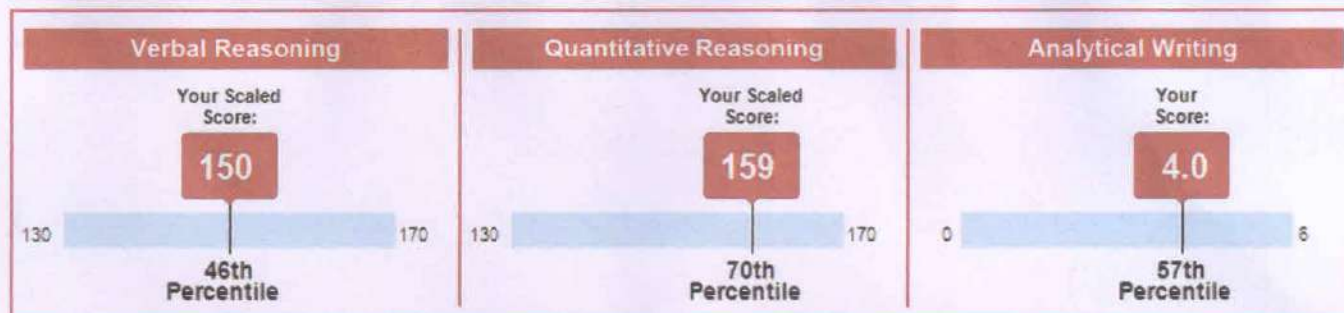 Verbal Reasoning
Your Scaled
Score:
150
130
170
46th
Percentile
Quantitative Reasoning
Your Scaled
Score:
159
130
170
70th
Percentile
Analytical Writing
Your
Score:
4.0
0
6
57th
Percentile